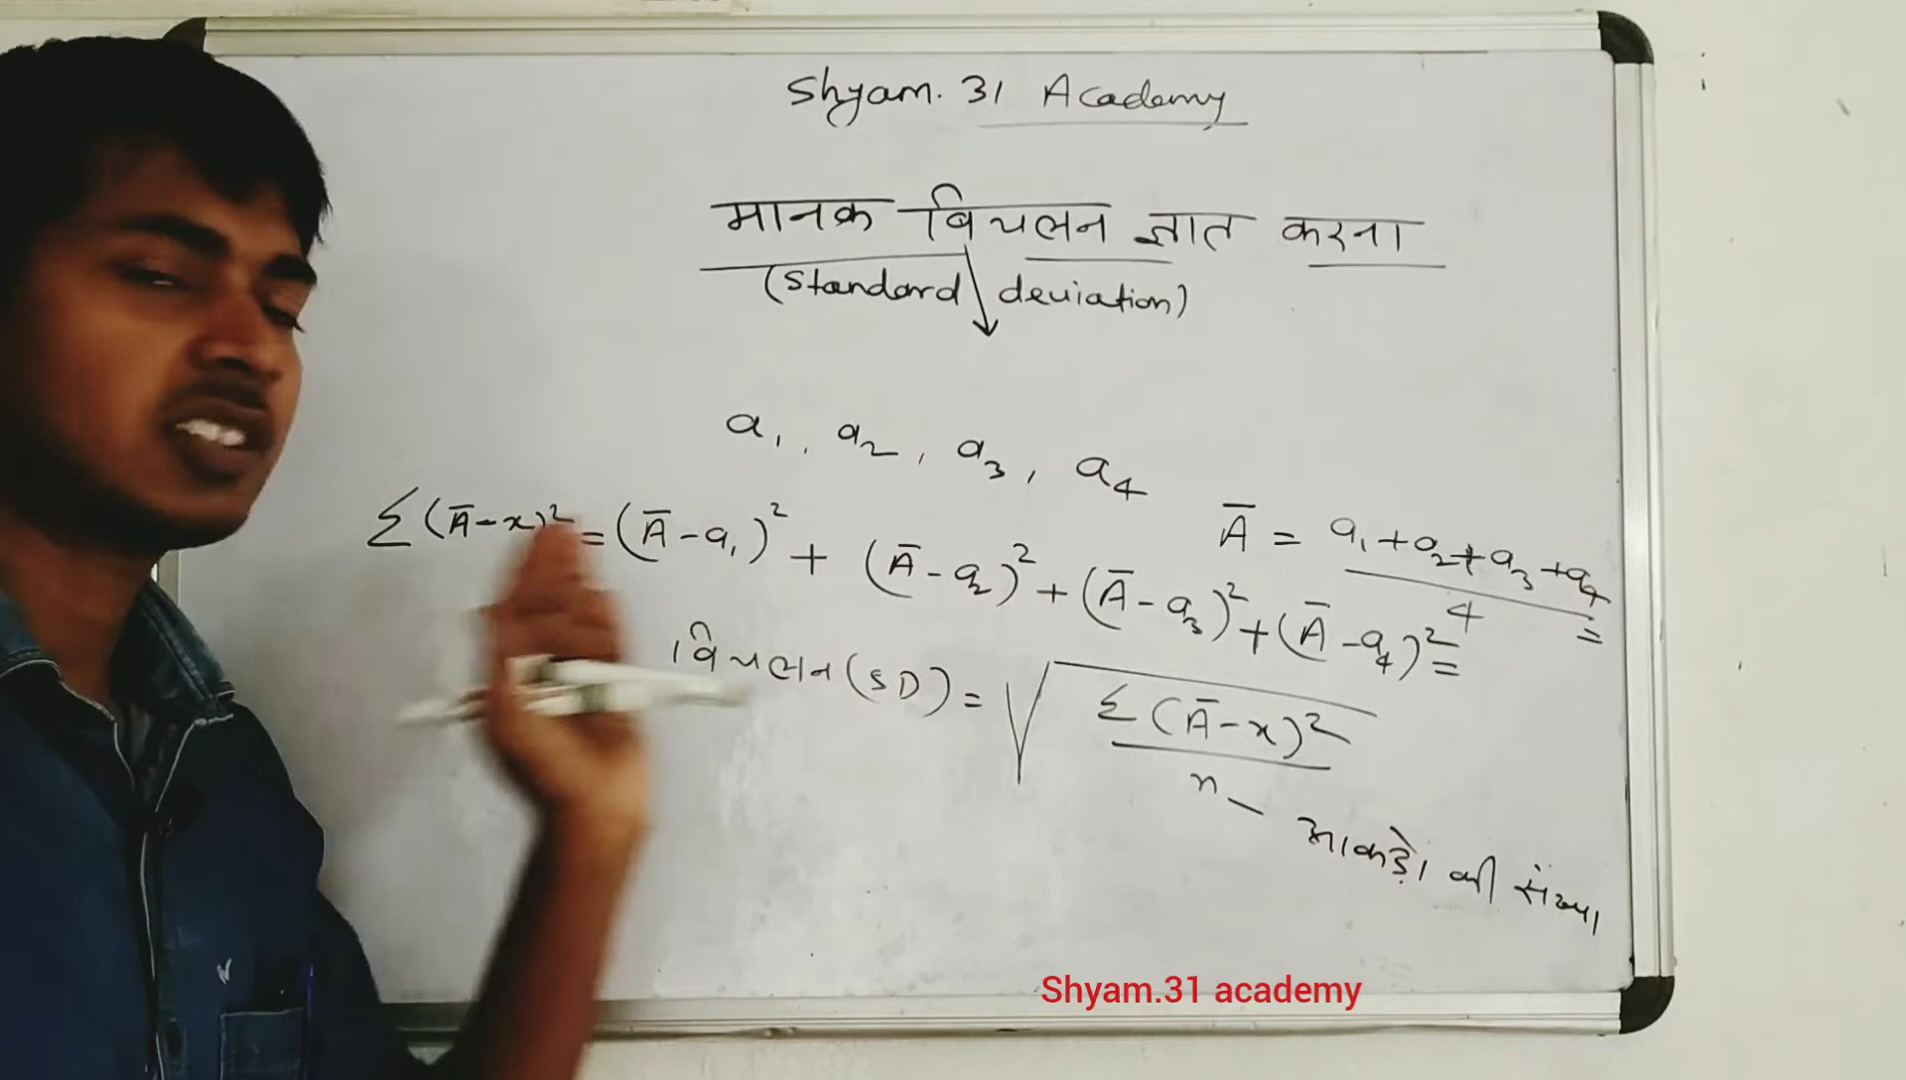 Shyam. 31 Academy
मानक विचलन ज्ञात करना
(Standard deviation)
a₁, a₂, a₃, a₄
Ā = a₁+a₂+a₃+a₄ / 4 =
Σ(Ā-x)² = (Ā-a₁)² + (Ā-a₂)² + (Ā-a₃)² + (Ā-a₄)² =
विचलन (SD) = √ Σ(Ā-x)² / n
आकड़ो की संख्या
Shyam.31 academy